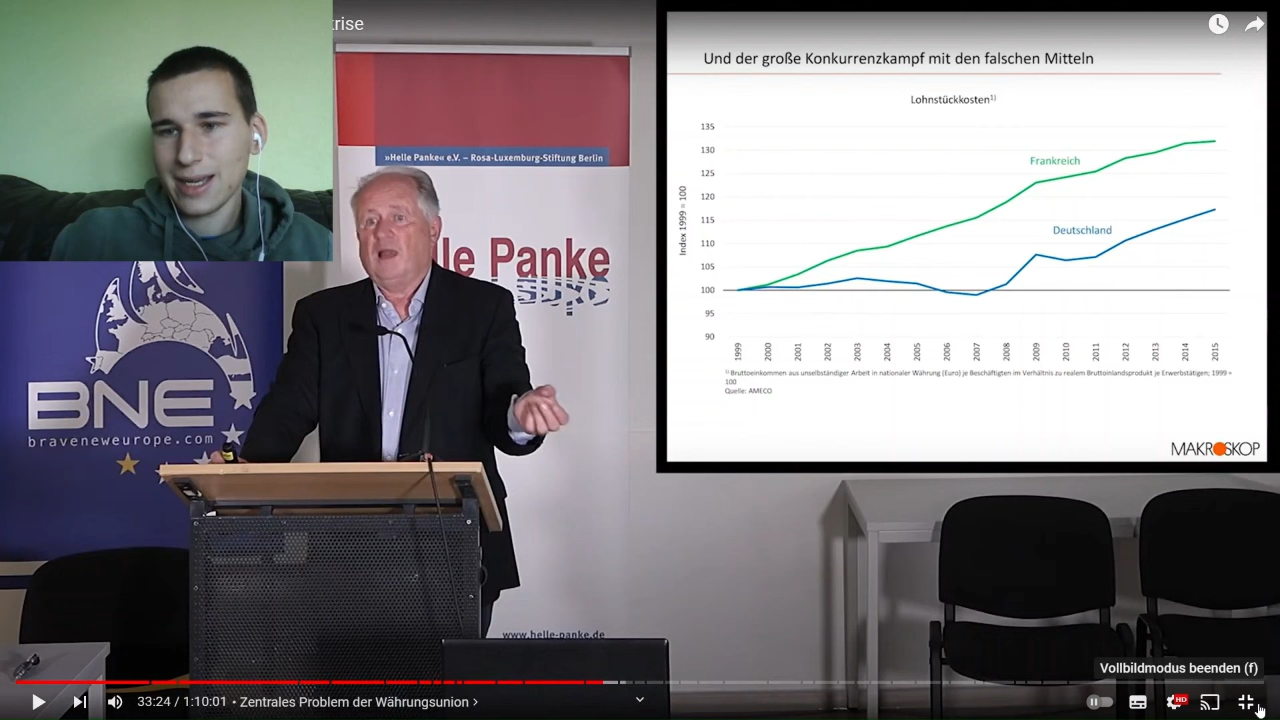 rise
»Helle Panke« e.V. – Rosa-Luxemburg-Stiftung Berlin
lle Panke
BNE
braveneweurope.com
www.helle-panke.de
Und der große Konkurrenzkampf mit den falschen Mitteln
Lohnstückkosten¹⁾
Index 1999 = 100
135
130
125
120
115
110
105
100
95
90
Frankreich
Deutschland
1999
2000
2001
2002
2003
2004
2005
2006
2007
2008
2009
2010
2011
2012
2013
2014
2015
¹⁾ Bruttoeinkommen aus unselbständiger Arbeit in nationaler Währung (Euro) je Beschäftigten im Verhältnis zu realem Bruttoinlandsprodukt je Erwerbstätigen; 1999 =
100
Quelle: AMECO
MAKROSKOP
Vollbildmodus beenden (f)
33:24 / 1:10:01 • Zentrales Problem der Währungsunion
HD